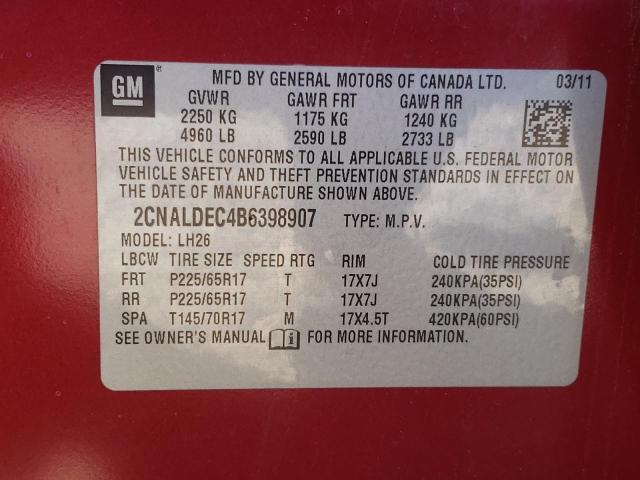 GM
MFD BY GENERAL MOTORS OF CANADA LTD. 03/11
GVWR GAWR FRT GAWR RR
2250 KG 1175 KG 1240 KG
4960 LB 2590 LB 2733 LB
THIS VEHICLE CONFORMS TO ALL APPLICABLE U.S. FEDERAL MOTOR
VEHICLE SAFETY AND THEFT PREVENTION STANDARDS IN EFFECT ON
THE DATE OF MANUFACTURE SHOWN ABOVE.
2CNALDEC4B6398907 TYPE: M.P.V.
MODEL: LH26
LBCW TIRE SIZE SPEED RTG RIM COLD TIRE PRESSURE
FRT P225/65R17 T 17X7J 240KPA(35PSI)
RR P225/65R17 T 17X7J 240KPA(35PSI)
SPA T145/70R17 M 17X4.5T 420KPA(60PSI)
SEE OWNER'S MANUAL FOR MORE INFORMATION.